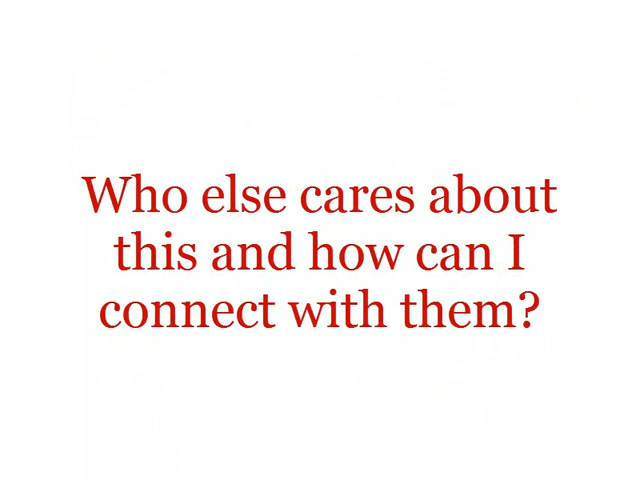 Who else cares about
this and how can I
connect with them?